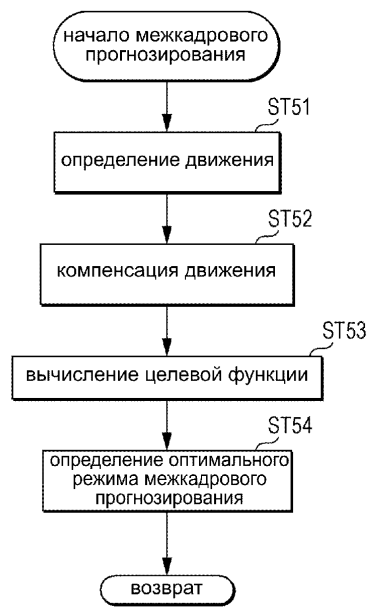 начало межкадрового
прогнозирования
ST51
определение движения
ST52
компенсация движения
ST53
вычисление целевой функции
ST54
определение оптимального
режима межкадрового
прогнозирования
возврат